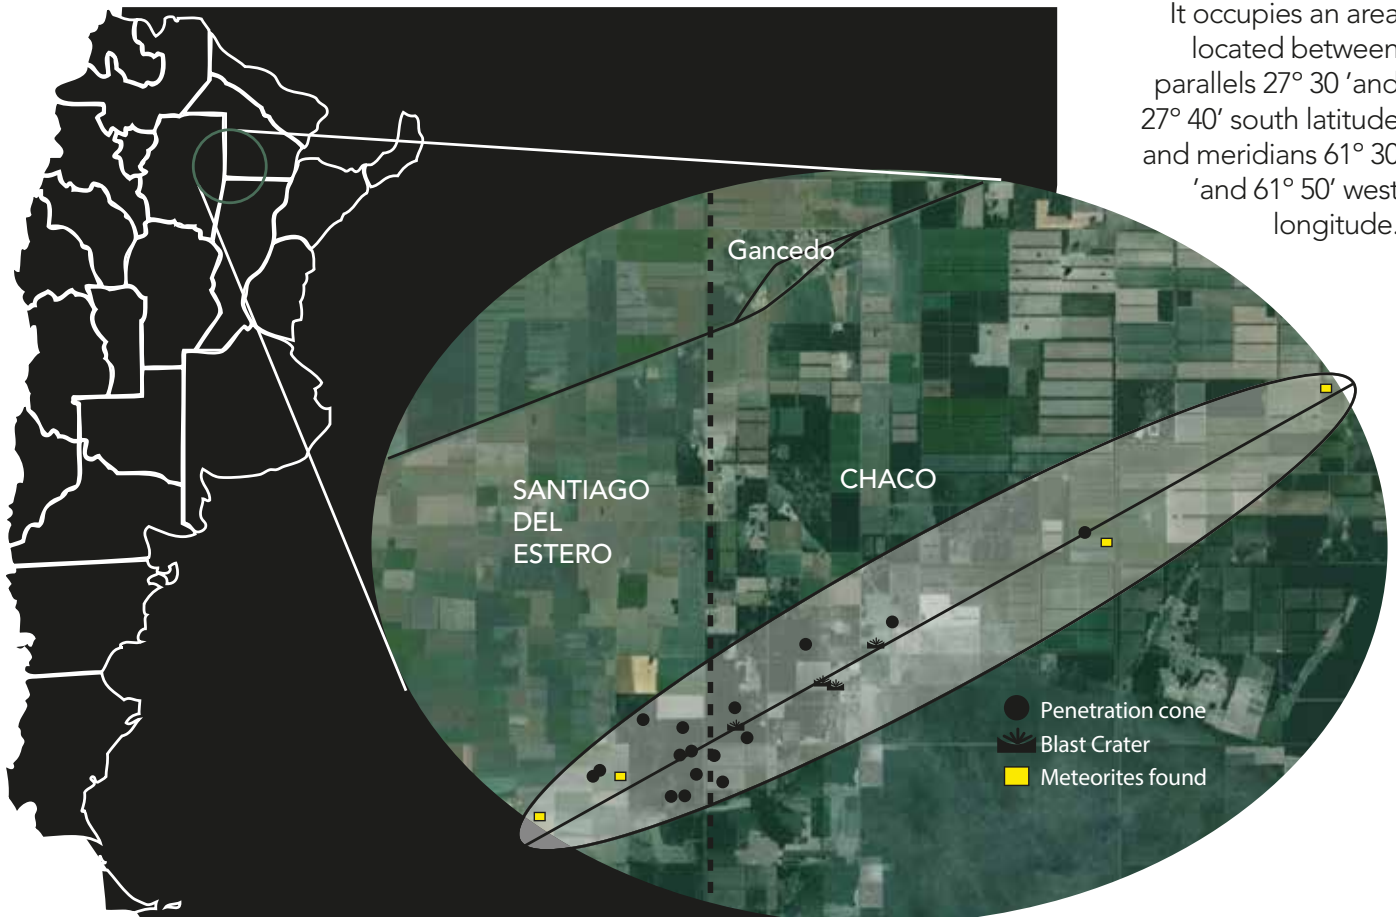 It occupies an area
located between
parallels 27° 30 ‘and
27° 40’ south latitude
and meridians 61° 30
‘and 61° 50’ west
longitude.
Gancedo
SANTIAGO
DEL
ESTERO
CHACO
Penetration cone
Blast Crater
Meteorites found